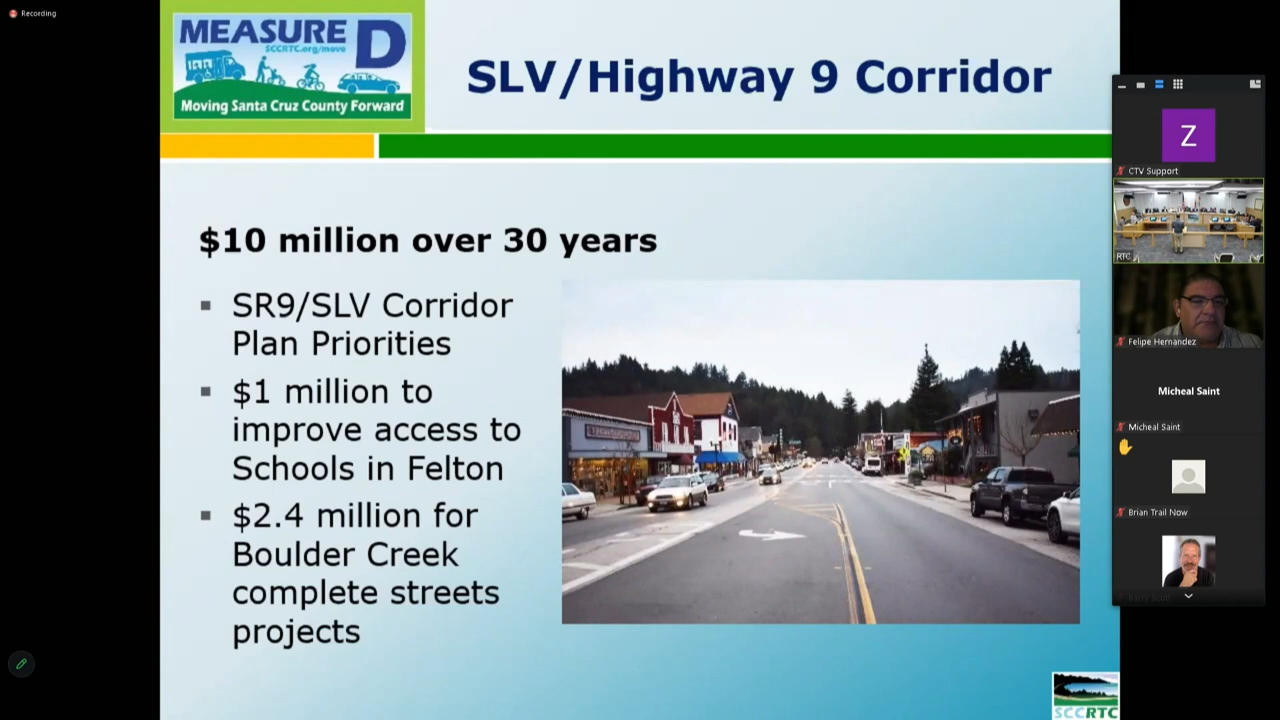 Recording
MEASURE D
SCCRTC.org/move
Moving Santa Cruz County Forward
SLV/Highway 9 Corridor
$10 million over 30 years
▪ SR9/SLV Corridor
Plan Priorities
▪ $1 million to
improve access to
Schools in Felton
▪ $2.4 million for
Boulder Creek
complete streets
projects
SCCRTC
Z
CTV Support
RTC
Felipe Hernandez
Micheal Saint
Micheal Saint
Brian Trail Now
Barry Scott